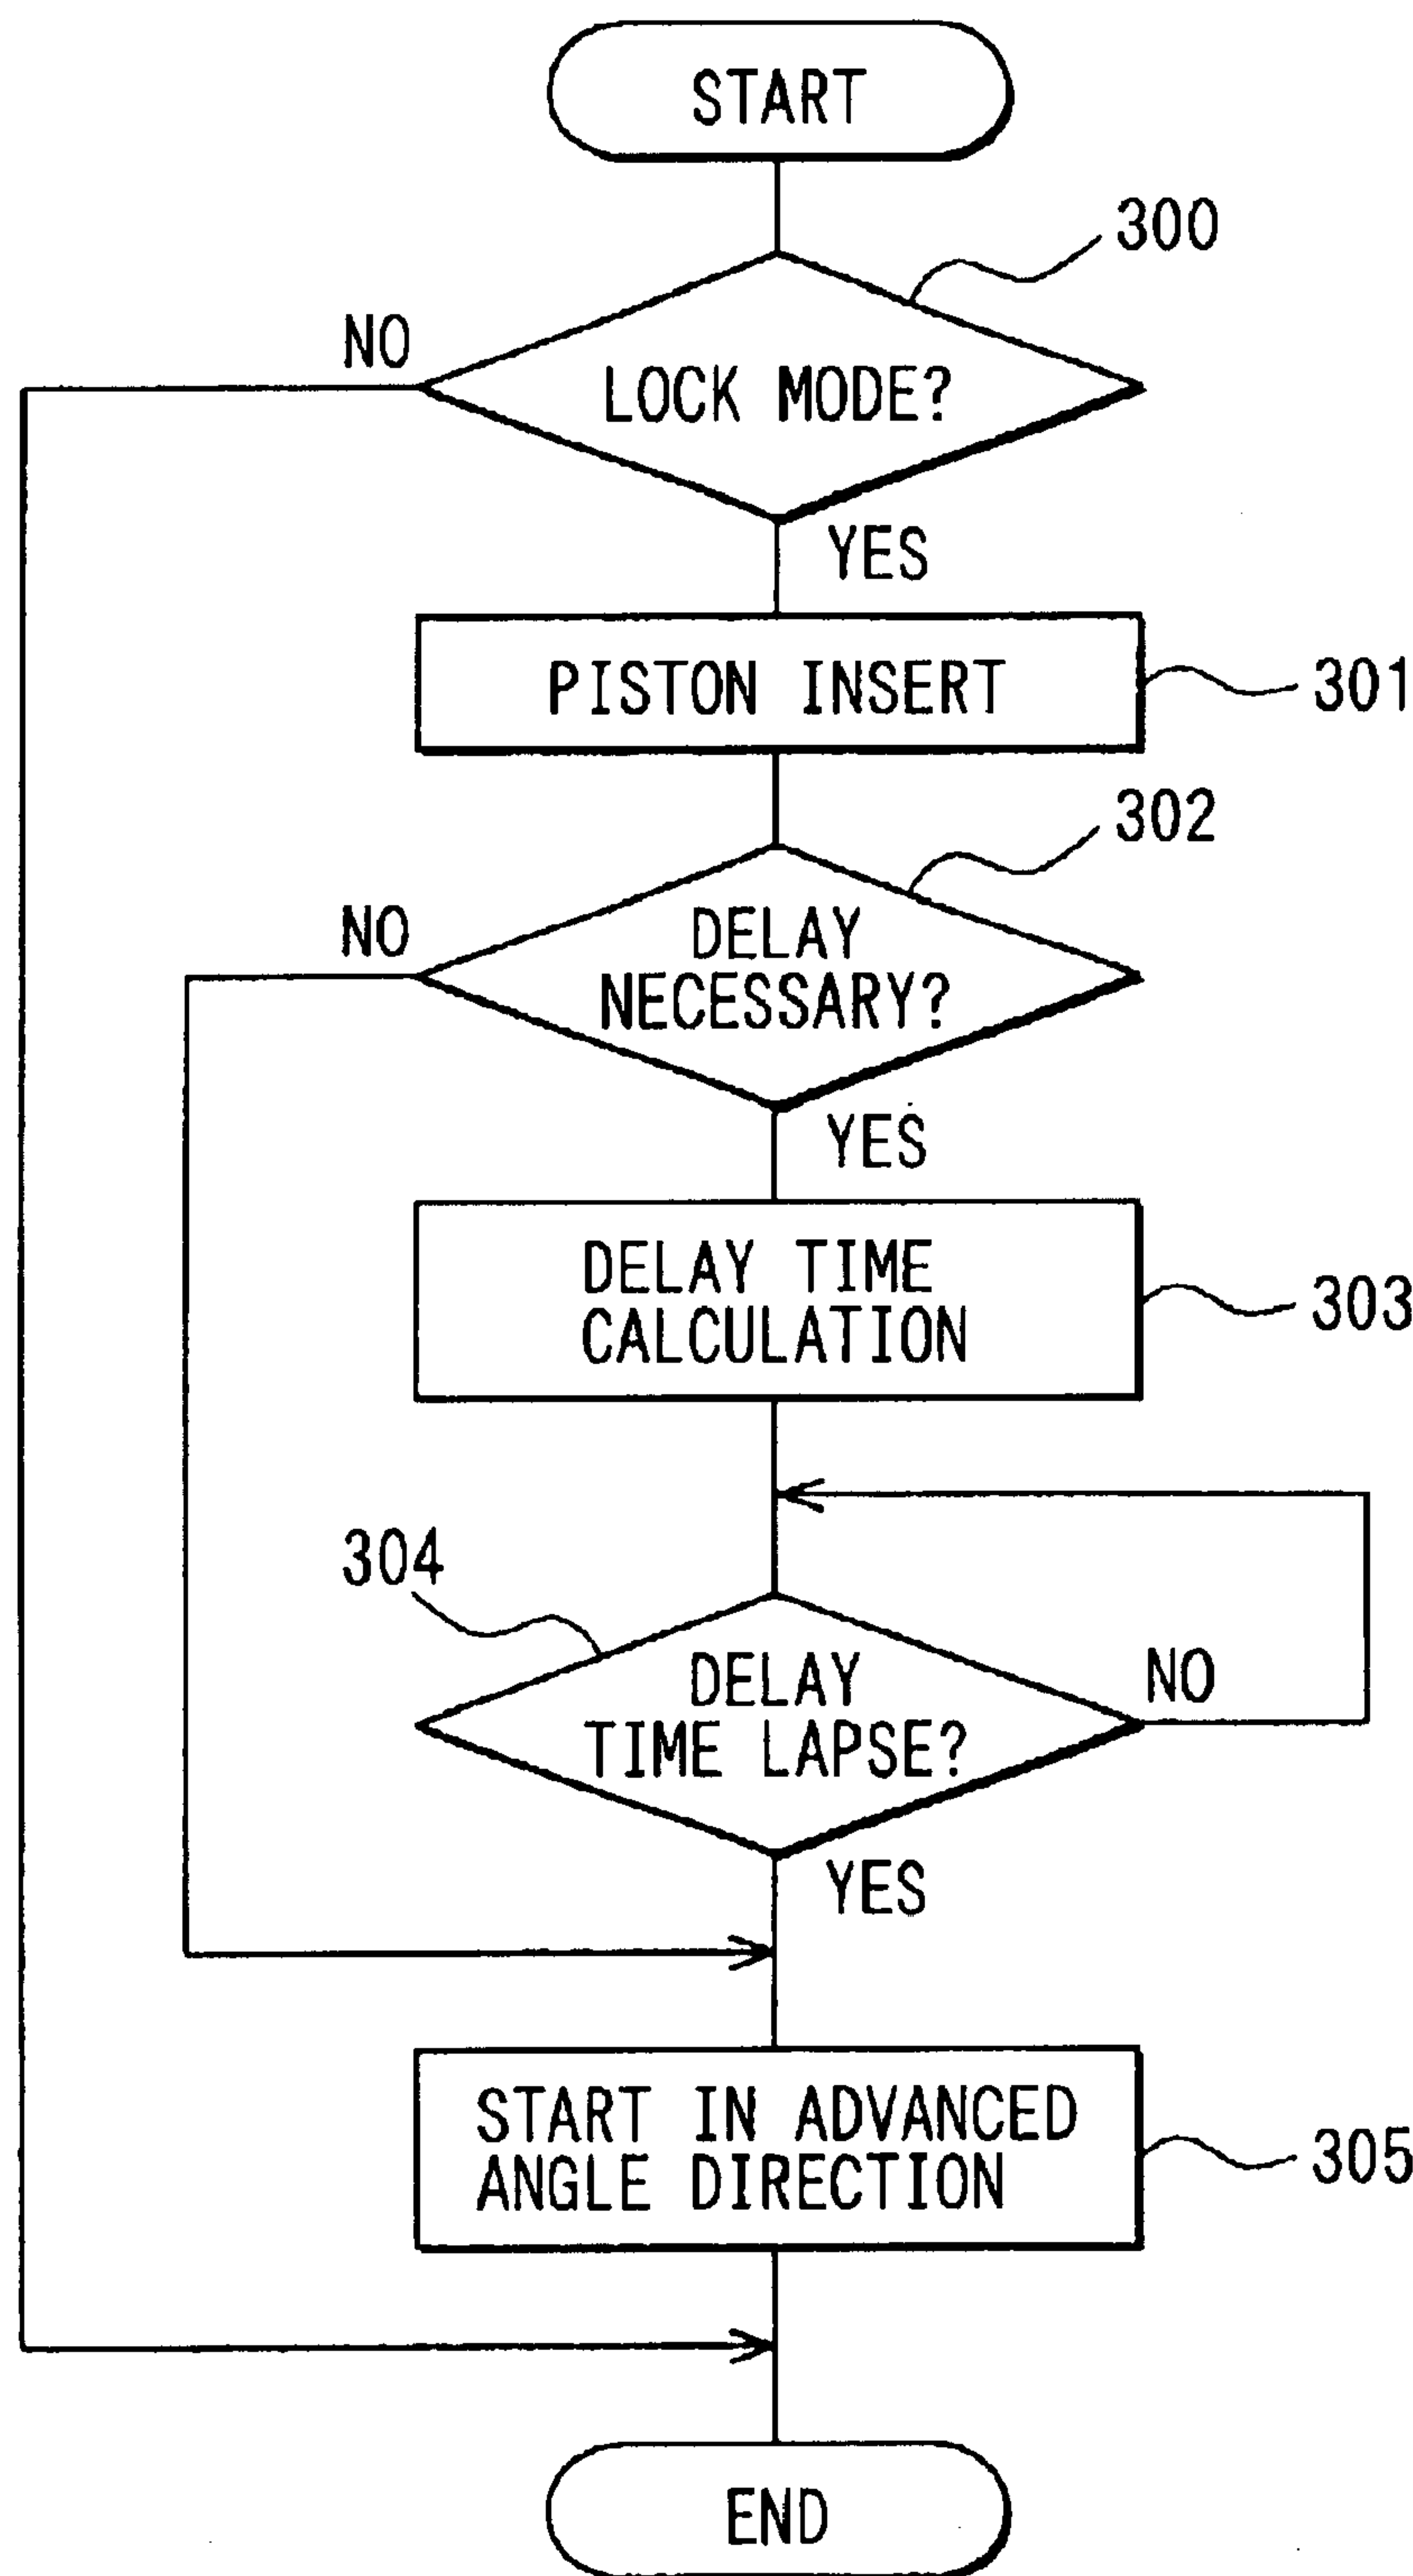 START
300
NO
LOCK MODE?
YES
PISTON INSERT
301
302
NO
DELAY
NECESSARY?
YES
DELAY TIME
CALCULATION
303
304
DELAY
TIME LAPSE?
NO
YES
START IN ADVANCED
ANGLE DIRECTION
305
END